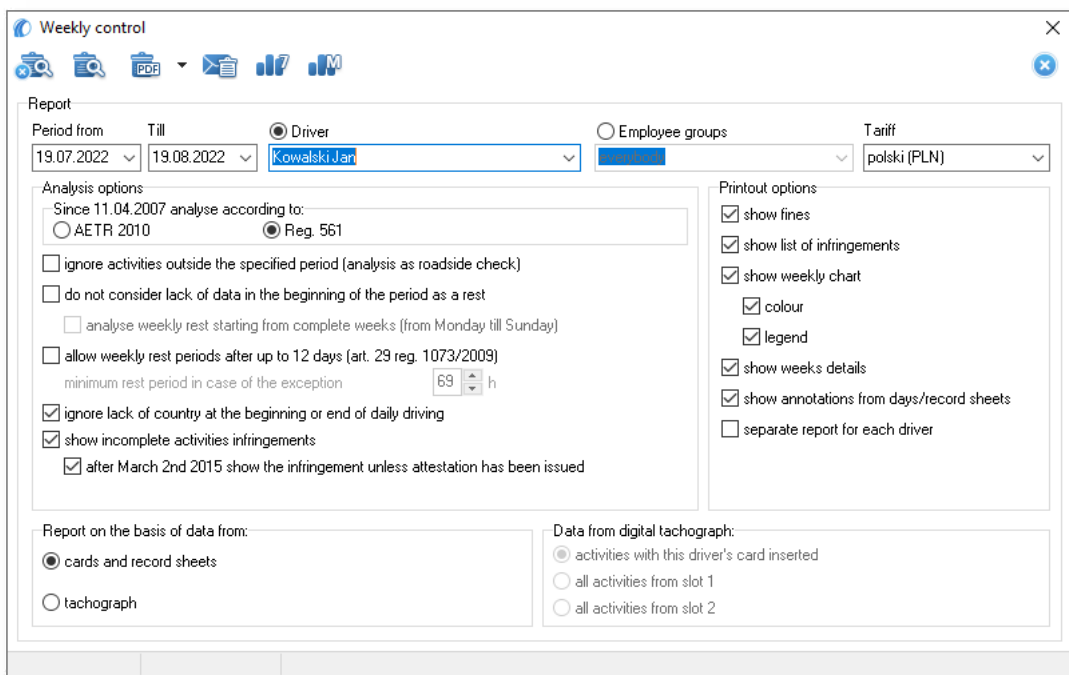 Weekly control
PDF 7 M
Report
Period from Till Driver Employee groups Tariff
19.07.2022 19.08.2022 Kowalski Jan everybody polski (PLN)
Analysis options
Since 11.04.2007 analyse according to:
AETR 2010 Reg. 561
ignore activities outside the specified period (analysis as roadside check)
do not consider lack of data in the beginning of the period as a rest
analyse weekly rest starting from complete weeks (from Monday till Sunday)
allow weekly rest periods after up to 12 days (art. 29 reg. 1073/2009)
minimum rest period in case of the exception 69 h
ignore lack of country at the beginning or end of daily driving
show incomplete activities infringements
after March 2nd 2015 show the infringement unless attestation has been issued
Printout options
show fines
show list of infringements
show weekly chart
colour
legend
show weeks details
show annotations from days/record sheets
separate report for each driver
Report on the basis of data from:
cards and record sheets
tachograph
Data from digital tachograph:
activities with this driver's card inserted
all activities from slot 1
all activities from slot 2